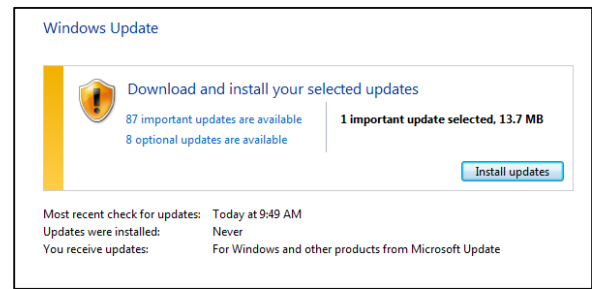 Windows Update
Download and install your selected updates
87 important updates are available
1 important update selected, 13.7 MB
8 optional updates are available
Install updates
Most recent check for updates: Today at 9:49 AM
Updates were installed: Never
You receive updates: For Windows and other products from Microsoft Update